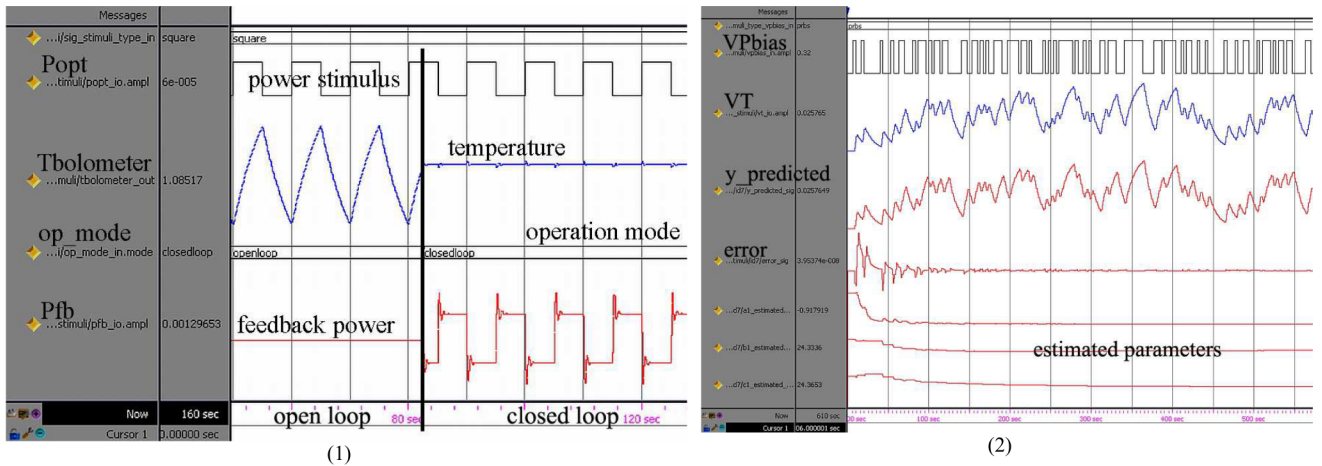 Messages
...i/sig_stimuli_type_in square
square
Popt
...timuli/popt_io.ampl 6e-005
power stimulus
Tbolometer
...muli/tbolometer_out 1.08517
temperature
op_mode
...i/op_mode_in.mode closedloop
operation mode
openloop
closedloop
Pfb
...stimuli/pfb_io.ampl 0.00129653
feedback power
Now 160 sec
Cursor 1 0.00000 sec
open loop
80 sec
closed loop
120 sec
(1)
Messages
...muli_type_vpbias_in prbs
prbs
VPbias
...muli/vpbias_in.ampl 0.32
VT
..._stimuli/vt_io.ampl 0.025765
y_predicted
.../id7/y_predicted_sig 0.0257649
error
...timuli/id7/error_sig 3.95374e-008
...d7/a1_estimated... -0.917919
...d7/b1_estimated... 24.3336
...d7/c1_estimated_... 24.3653
estimated parameters
Now 610 sec
Cursor 1 06.000001 sec
100 sec
200 sec
300 sec
400 sec
500 sec
(2)